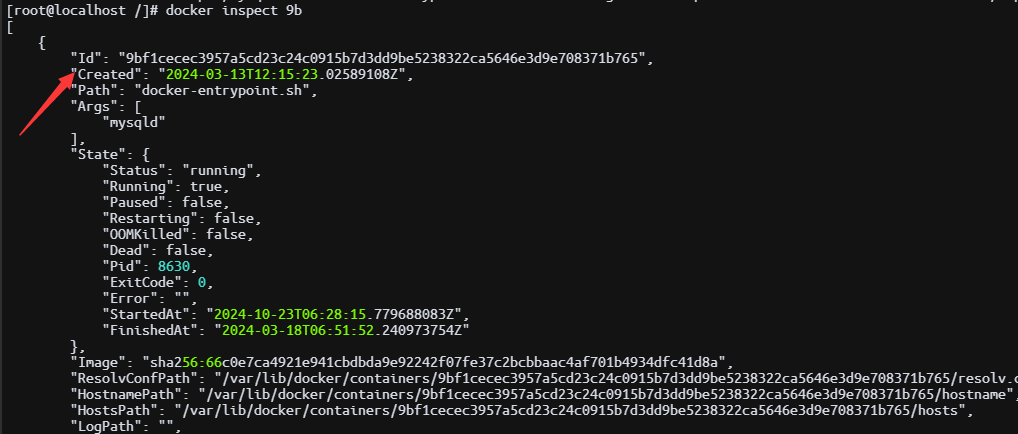 [root@localhost /]# docker inspect 9b
[
    {
        "Id": "9bf1cecec3957a5cd23c24c0915b7d3dd9be5238322ca5646e3d9e708371b765",
        "Created": "2024-03-13T12:15:23.02589108Z",
        "Path": "docker-entrypoint.sh",
        "Args": [
            "mysqld"
        ],
        "State": {
            "Status": "running",
            "Running": true,
            "Paused": false,
            "Restarting": false,
            "OOMKilled": false,
            "Dead": false,
            "Pid": 8630,
            "ExitCode": 0,
            "Error": "",
            "StartedAt": "2024-10-23T06:28:15.779688083Z",
            "FinishedAt": "2024-03-18T06:51:52.240973754Z"
        },
        "Image": "sha256:66c0e7ca4921e941cbdbda9e92242f07fe37c2bcbbaac4af701b4934dfc41d8a",
        "ResolvConfPath": "/var/lib/docker/containers/9bf1cecec3957a5cd23c24c0915b7d3dd9be5238322ca5646e3d9e708371b765/resolv.c
        "HostnamePath": "/var/lib/docker/containers/9bf1cecec3957a5cd23c24c0915b7d3dd9be5238322ca5646e3d9e708371b765/hostname",
        "HostsPath": "/var/lib/docker/containers/9bf1cecec3957a5cd23c24c0915b7d3dd9be5238322ca5646e3d9e708371b765/hosts",
        "LogPath": "",